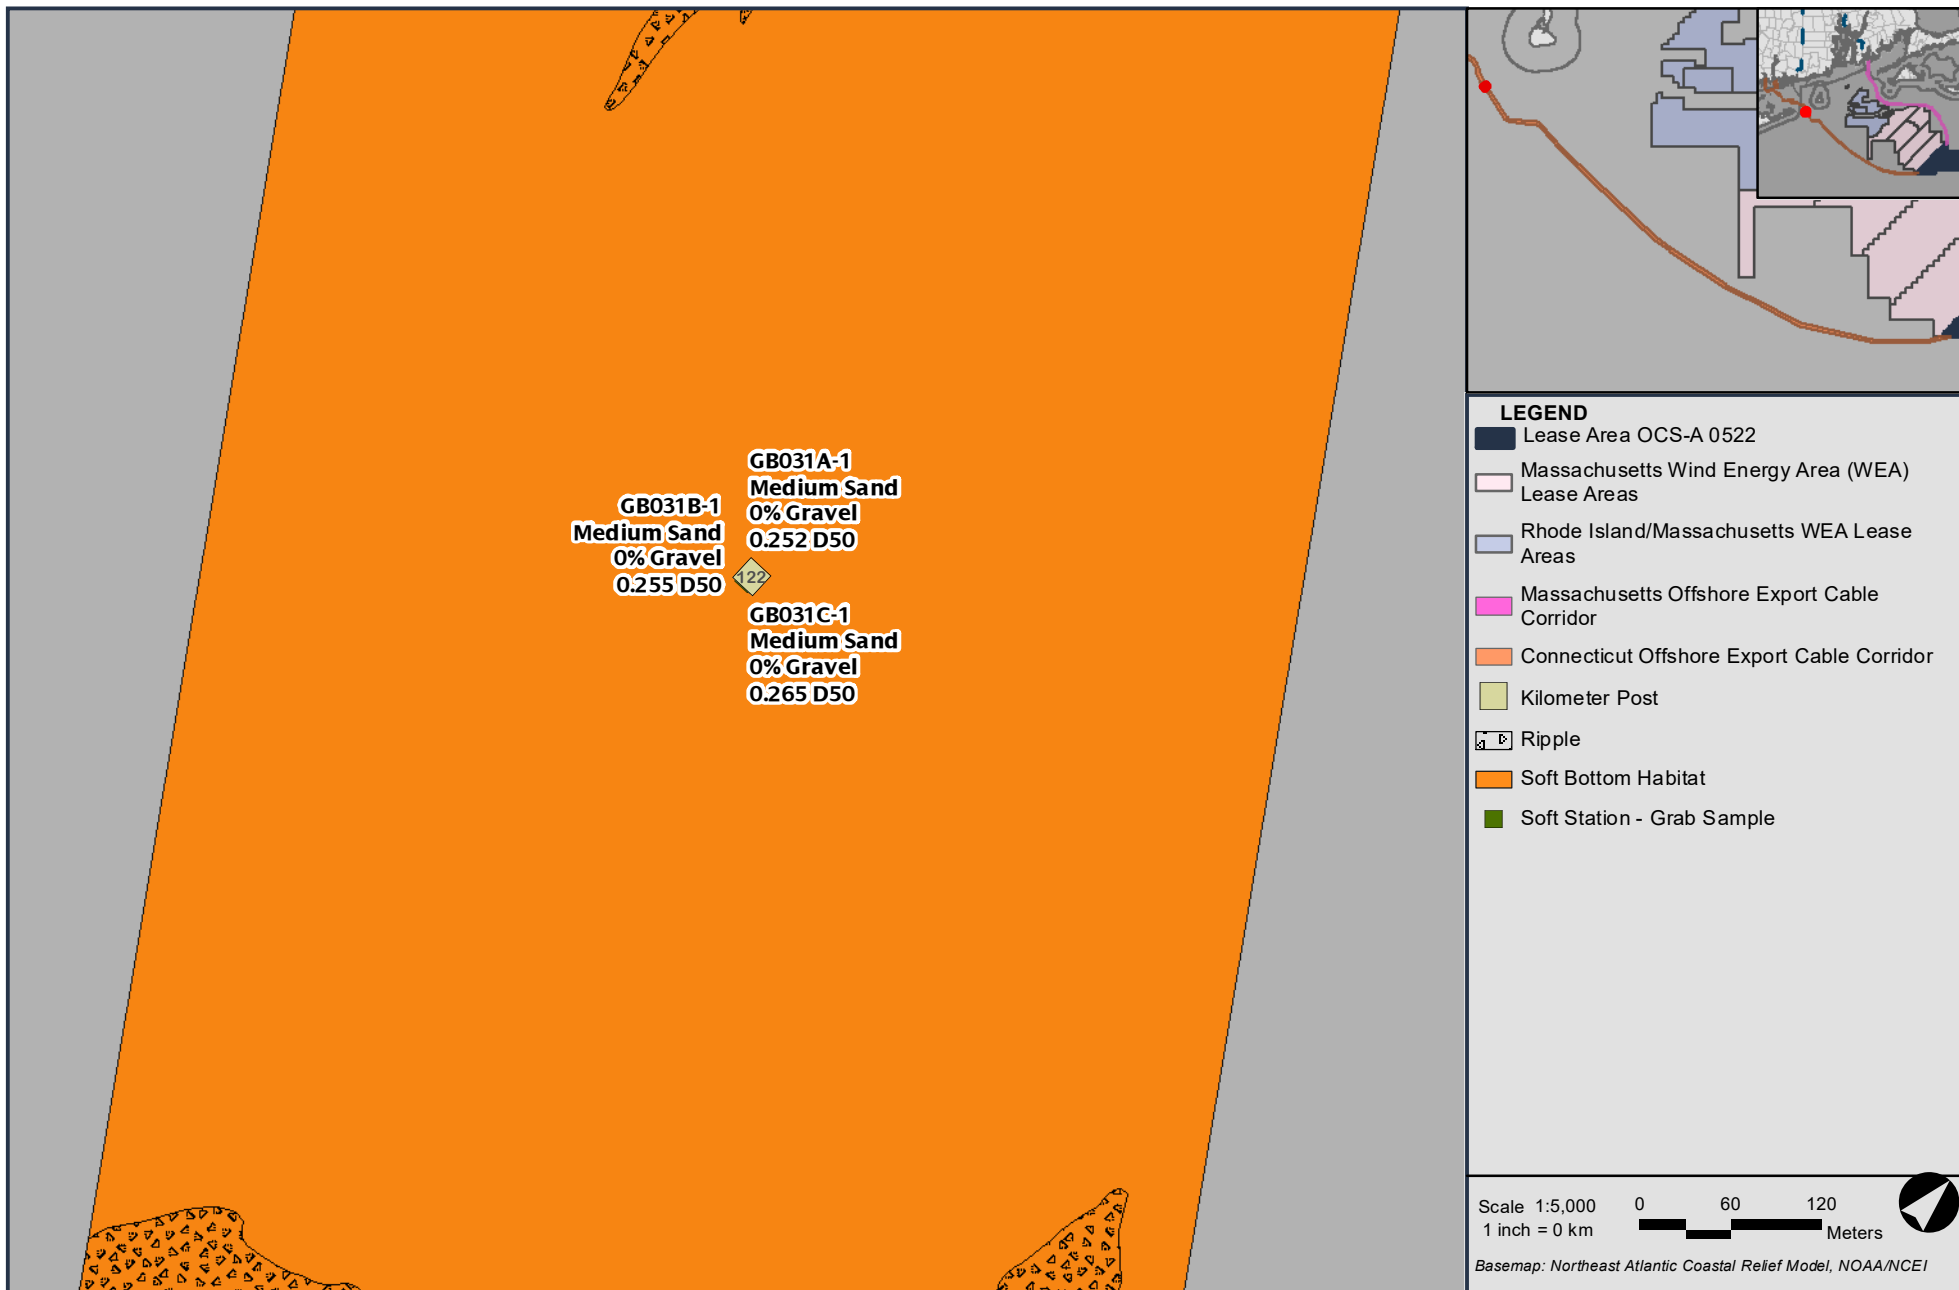 GB031A-1
Medium Sand
0% Gravel
0.252 D50
GB031B-1
Medium Sand
0% Gravel
0.255 D50
122
GB031C-1
Medium Sand
0% Gravel
0.265 D50
LEGEND
Lease Area OCS-A 0522
Massachusetts Wind Energy Area (WEA)
Lease Areas
Rhode Island/Massachusetts WEA Lease
Areas
Massachusetts Offshore Export Cable
Corridor
Connecticut Offshore Export Cable Corridor
Kilometer Post
Ripple
Soft Bottom Habitat
Soft Station - Grab Sample
Scale 1:5,000
1 inch = 0 km
0 60 120
Meters
Basemap: Northeast Atlantic Coastal Relief Model, NOAA/NCEI